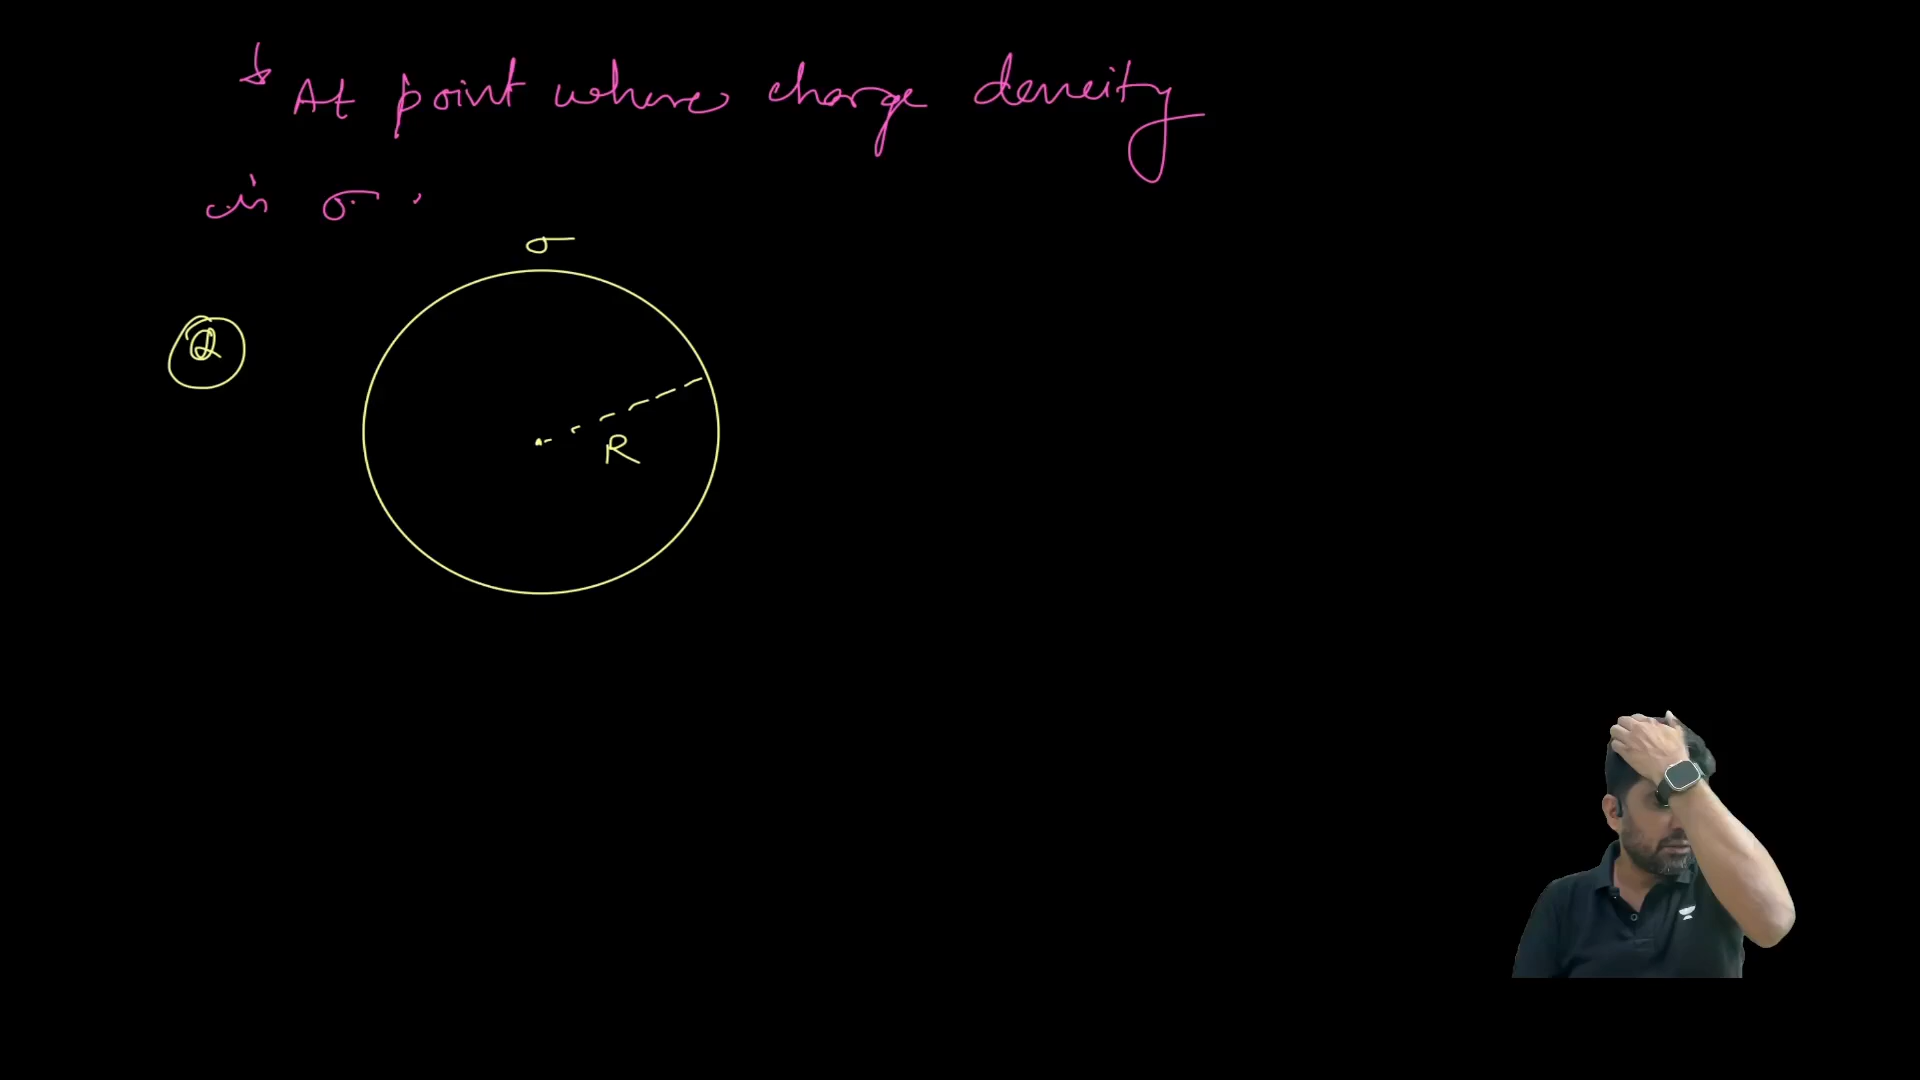 At point where charge density
is σ.
σ
Q
R